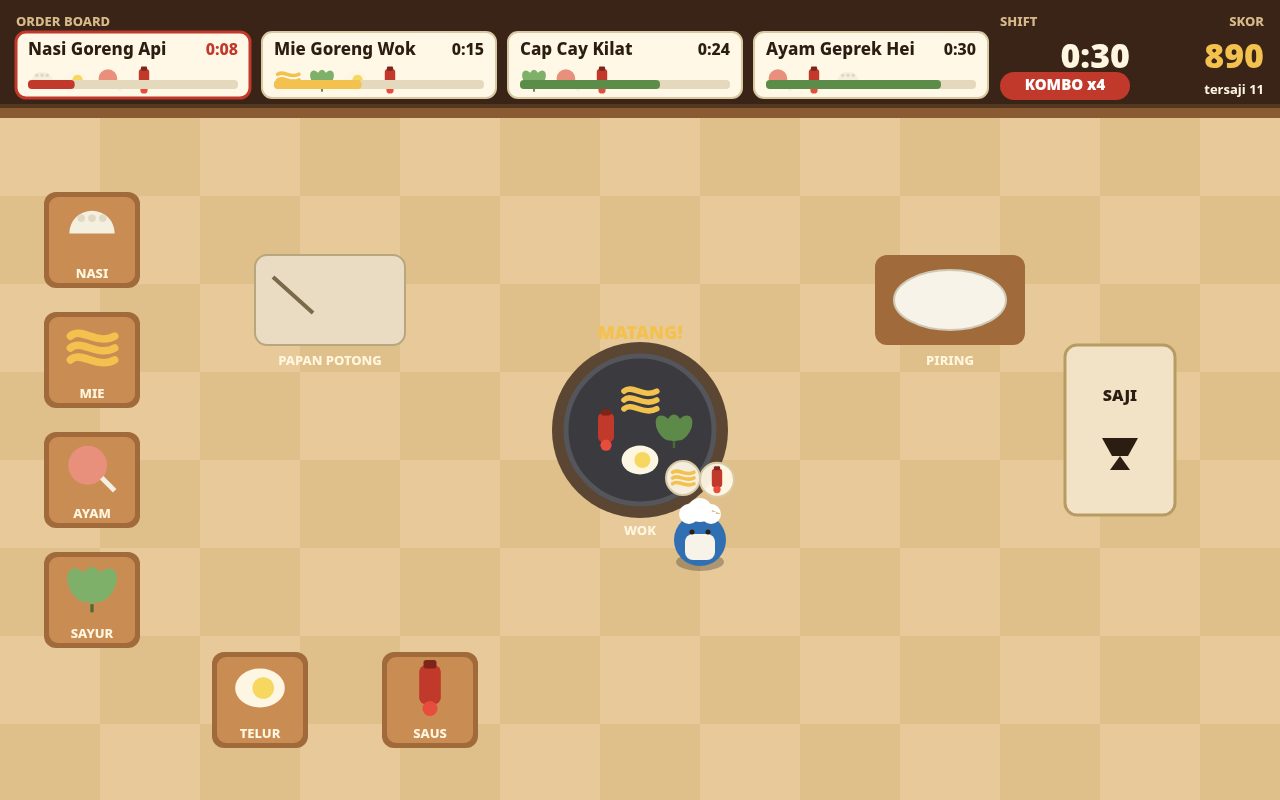 ORDER BOARD
Nasi Goreng Api 0:08
Mie Goreng Wok 0:15
Cap Cay Kilat 0:24
Ayam Geprek Hei 0:30
SHIFT
0:30
KOMBO x4
SKOR
890
tersaji 11
NASI
MIE
AYAM
SAYUR
TELUR
SAUS
PAPAN POTONG
MATANG!
WOK
PIRING
SAJI